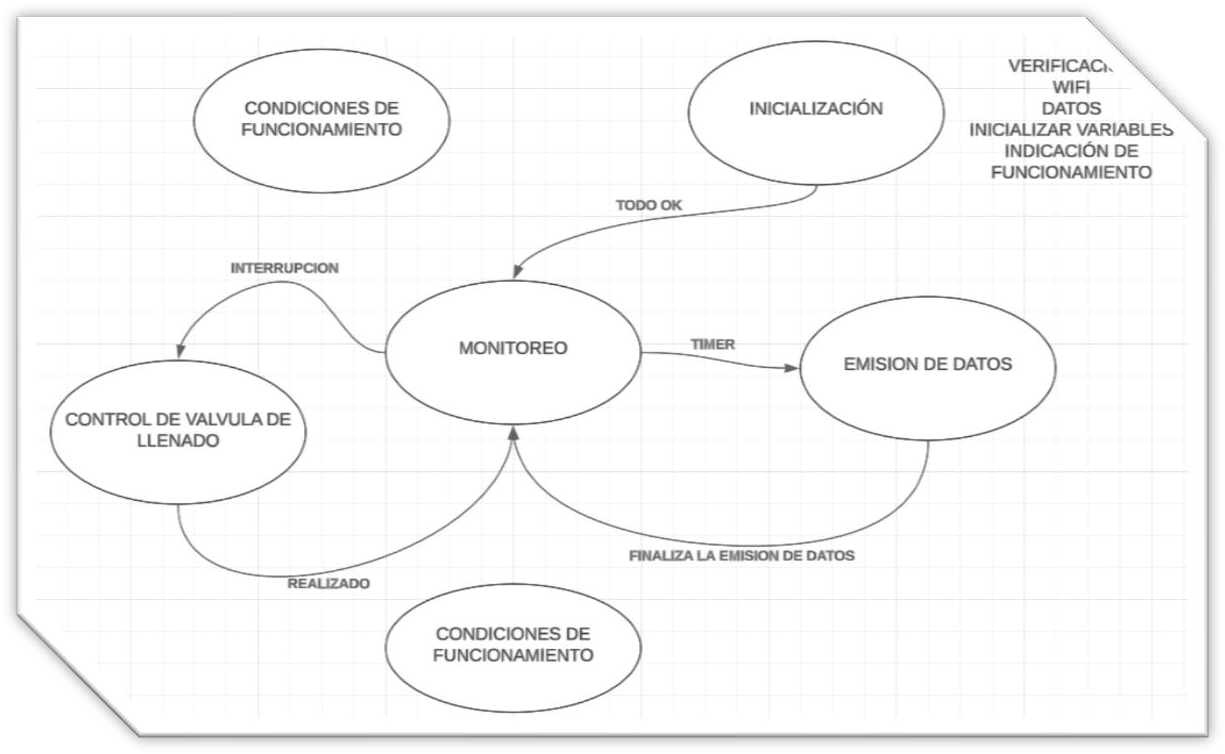 CONDICIONES DE
FUNCIONAMIENTO
INICIALIZACIÓN
WIFI
DATOS
INICIALIZAR VARIABLES
INDICACIÓN DE
FUNCIONAMIENTO
TODO OK
INTERRUPCION
MONITOREO
TIMER
EMISION DE DATOS
CONTROL DE VALVULA DE
LLENADO
FINALIZA LA EMISION DE DATOS
REALIZADO
CONDICIONES DE
FUNCIONAMIENTO